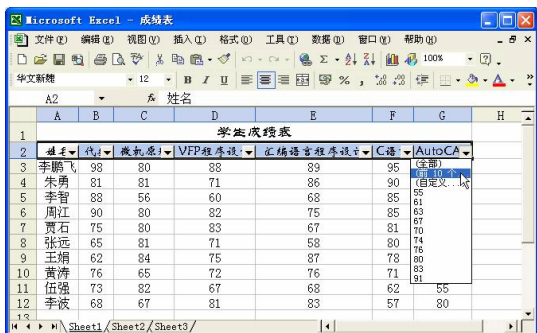 Microsoft Excel - 成绩表
文件(F) 编辑(E) 视图(V) 插入(I) 格式(O) 工具(T) 数据(D) 窗口(W) 帮助(H)
100%
华文新魏 12 B I U
A2 fx 姓名
A B C D E F G H
1 学生成绩表
2 姓名 代 微机原 VFP程序设 汇编语言程序设计 C语 AutoCA
3 李鹏飞 98 80 88 89 95 (全部)
4 朱勇 81 81 71 86 90 (前 10 个
5 李智 88 56 60 68 85 (自定义...
6 周江 90 80 82 75 85 55
7 贾石 75 80 83 67 81 61
8 张远 65 81 71 58 80 63
9 王娟 62 84 75 87 78 67
10 黄涛 76 65 72 76 71 70
11 伍强 73 82 67 68 62 55
12 李波 68 67 81 83 57 80
13
74
76
80
83
91
Sheet1 Sheet2 Sheet3